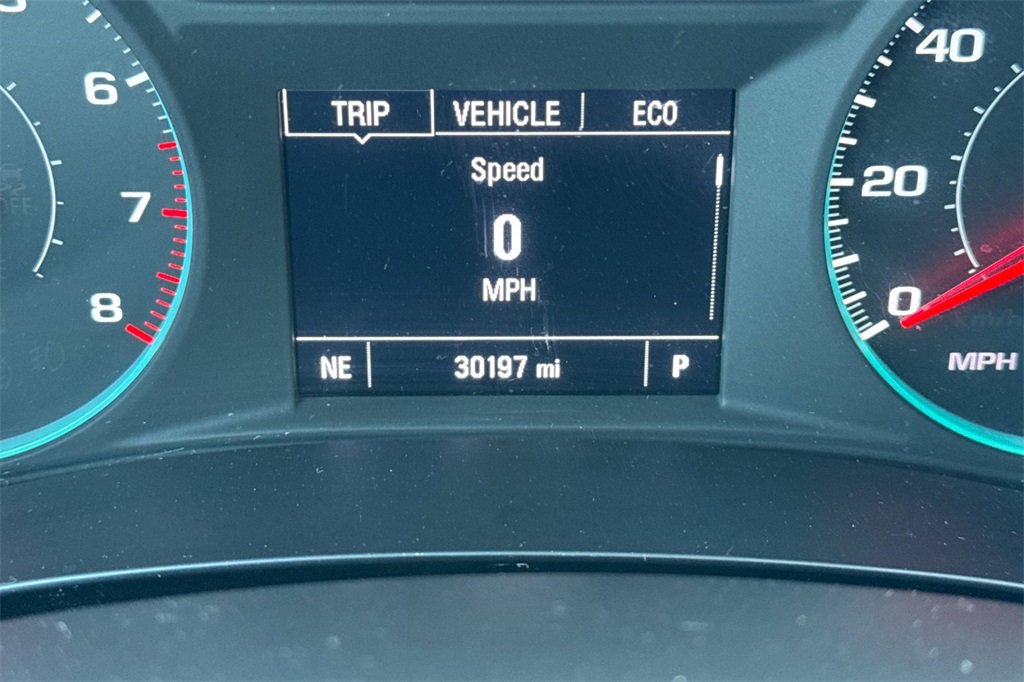 TRIP VEHICLE ECO
Speed
0
MPH
NE 30197 mi P
6
7
8
40
20
0
MPH